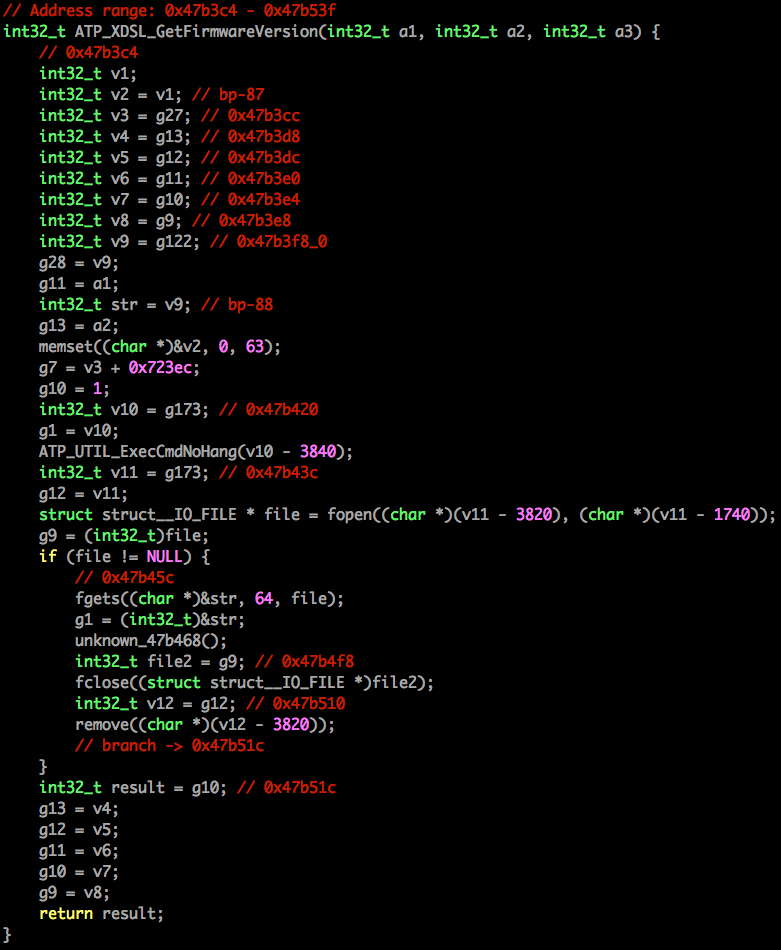 // Address range: 0x47b3c4 - 0x47b53f
int32_t ATP_XDSL_GetFirmwareVersion(int32_t a1, int32_t a2, int32_t a3) {
    // 0x47b3c4
    int32_t v1;
    int32_t v2 = v1; // bp-87
    int32_t v3 = g27; // 0x47b3cc
    int32_t v4 = g13; // 0x47b3d8
    int32_t v5 = g12; // 0x47b3dc
    int32_t v6 = g11; // 0x47b3e0
    int32_t v7 = g10; // 0x47b3e4
    int32_t v8 = g9; // 0x47b3e8
    int32_t v9 = g122; // 0x47b3f8_0
    g28 = v9;
    g11 = a1;
    int32_t str = v9; // bp-88
    g13 = a2;
    memset((char *)&v2, 0, 63);
    g7 = v3 + 0x723ec;
    g10 = 1;
    int32_t v10 = g173; // 0x47b420
    g1 = v10;
    ATP_UTIL_ExecCmdNoHang(v10 - 3840);
    int32_t v11 = g173; // 0x47b43c
    g12 = v11;
    struct struct__IO_FILE * file = fopen((char *)(v11 - 3820), (char *)(v11 - 1740));
    g9 = (int32_t)file;
    if (file != NULL) {
        // 0x47b45c
        fgets((char *)&str, 64, file);
        g1 = (int32_t)&str;
        unknown_47b468();
        int32_t file2 = g9; // 0x47b4f8
        fclose((struct struct__IO_FILE *)file2);
        int32_t v12 = g12; // 0x47b510
        remove((char *)(v12 - 3820));
        // branch -> 0x47b51c
    }
    int32_t result = g10; // 0x47b51c
    g13 = v4;
    g12 = v5;
    g11 = v6;
    g10 = v7;
    g9 = v8;
    return result;
}